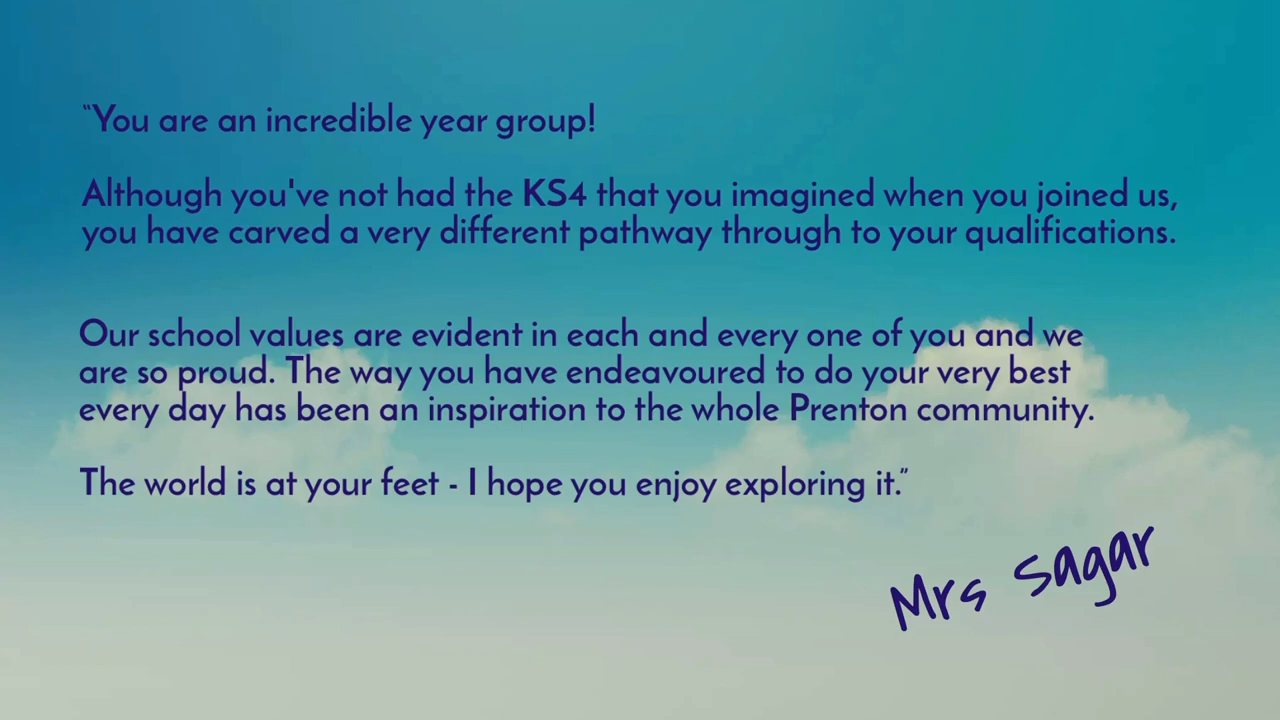 “You are an incredible year group!
Although you've not had the KS4 that you imagined when you joined us,
you have carved a very different pathway through to your qualifications.
Our school values are evident in each and every one of you and we
are so proud. The way you have endeavoured to do your very best
every day has been an inspiration to the whole Prenton community.
The world is at your feet - I hope you enjoy exploring it.”
Mrs Sagar